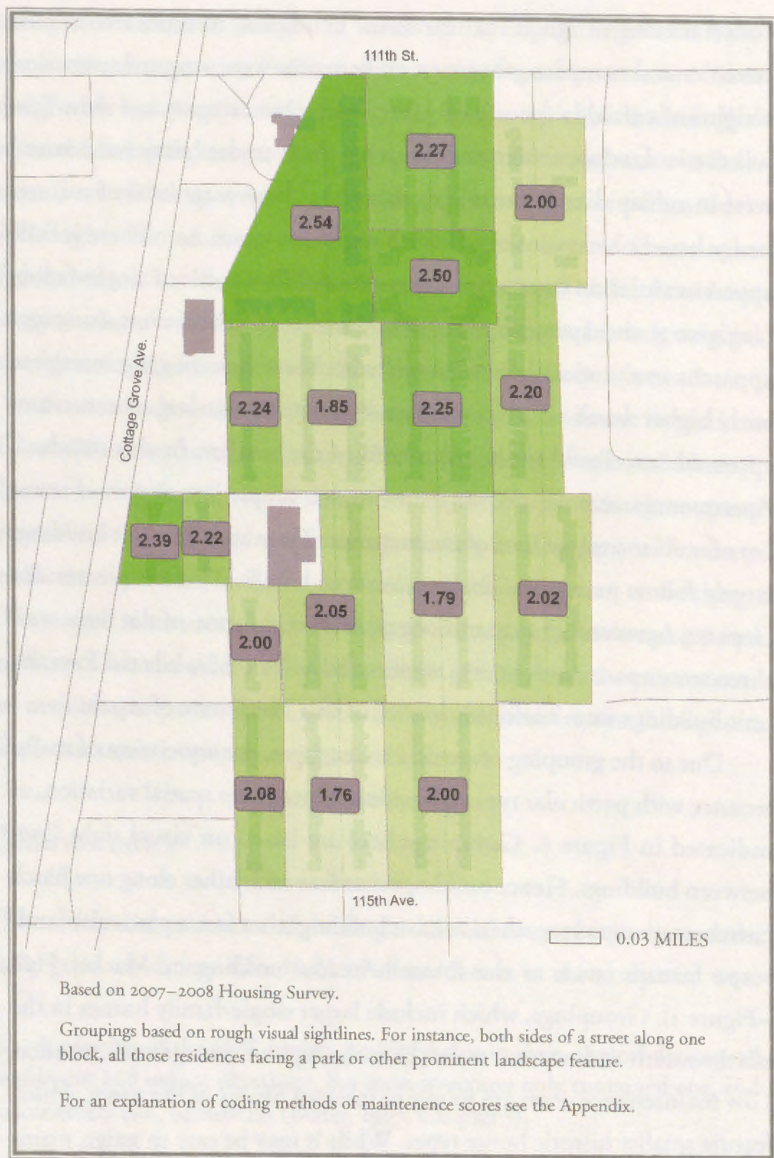 111th St.
2.27
2.00
2.54
2.50
Cottage Grove Ave.
2.20
2.24
1.85
2.25
2.39
2.22
2.05
1.79
2.02
2.00
2.08
1.76
2.00
115th Ave.
0.03 MILES
Based on 2007–2008 Housing Survey.
Groupings based on rough visual sightlines. For instance, both sides of a street along one
block, all those residences facing a park or other prominent landscape feature.
For an explanation of coding methods of maintenence scores see the Appendix.